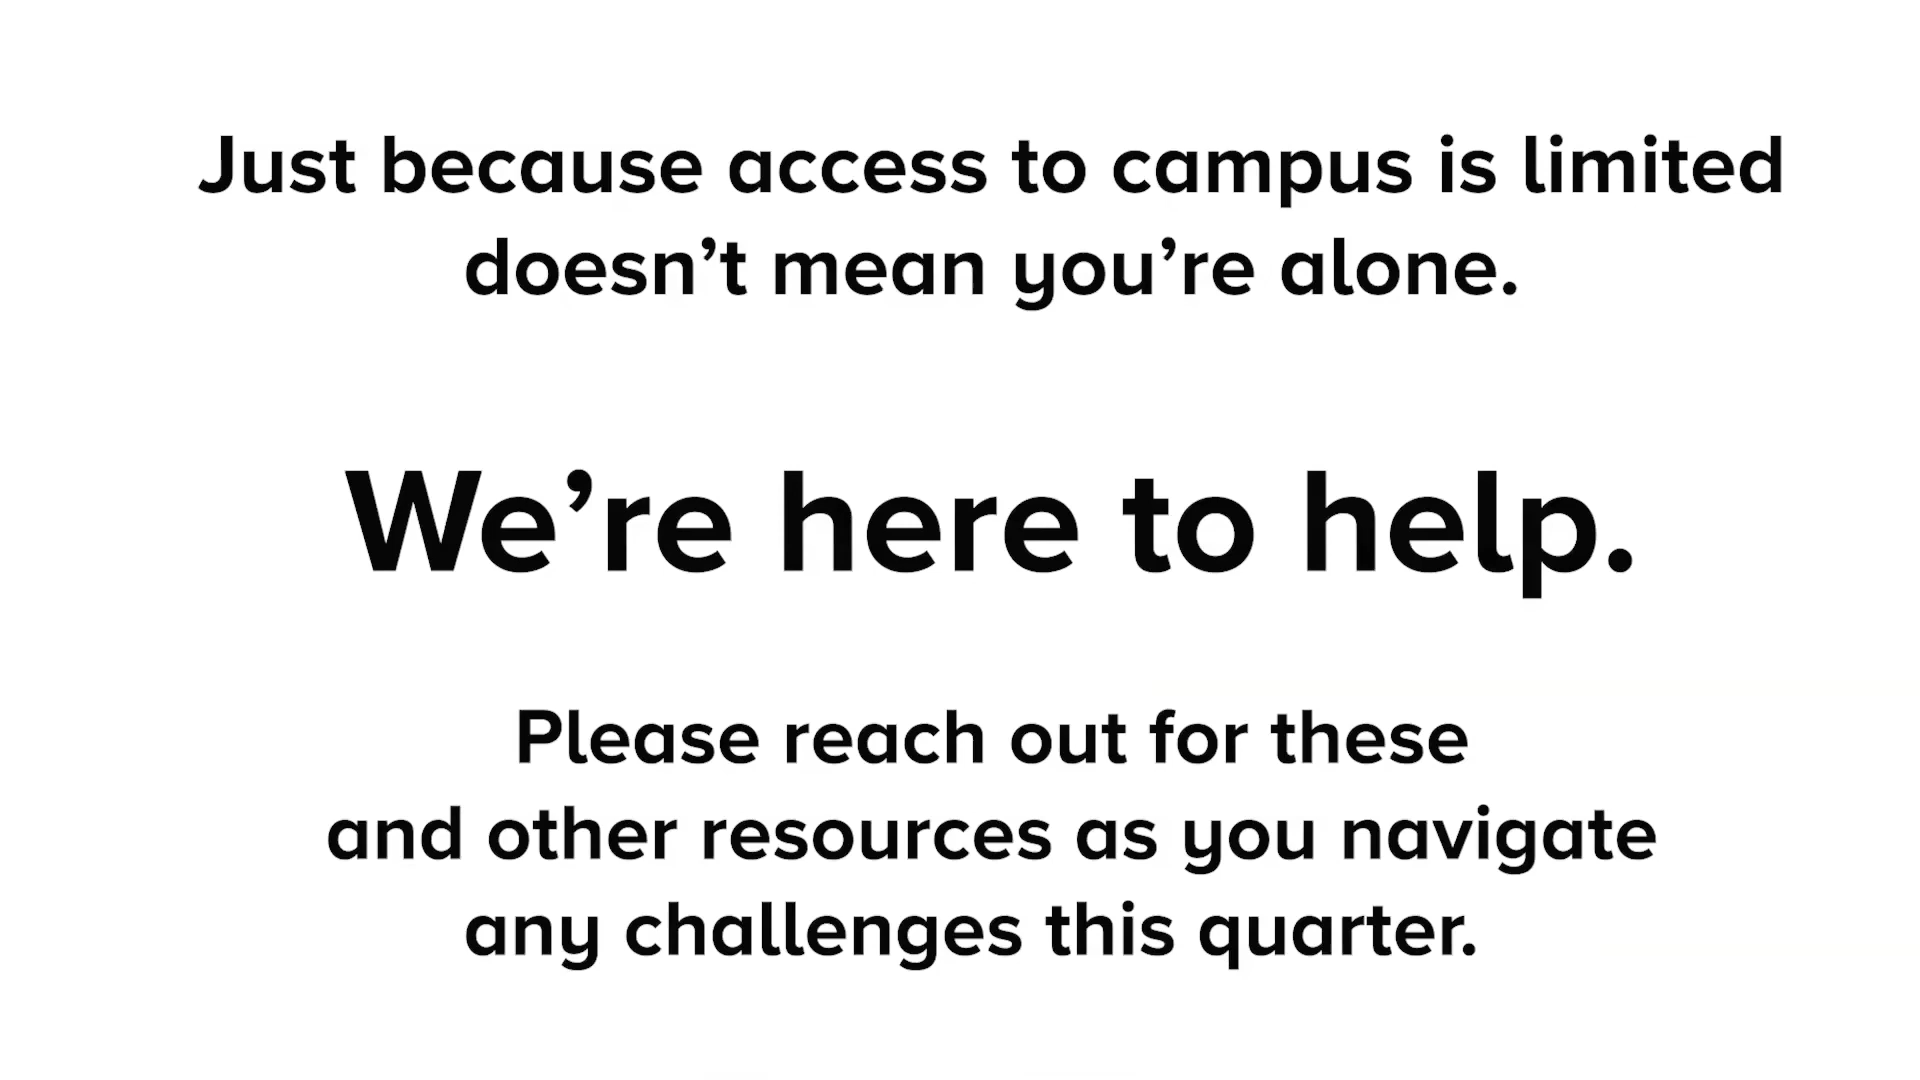 Just because access to campus is limited
doesn’t mean you’re alone.
We’re here to help.
Please reach out for these
and other resources as you navigate
any challenges this quarter.